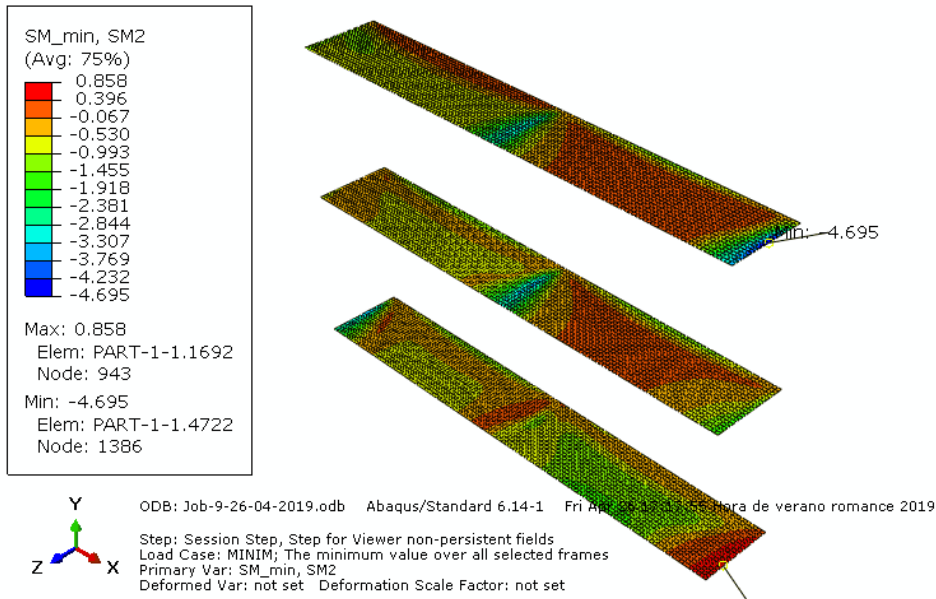 SM_min, SM2
(Avg: 75%)
0.858
0.396
-0.067
-0.530
-0.993
-1.455
-1.918
-2.381
-2.844
-3.307
-3.769
-4.232
-4.695
Max: 0.858
Elem: PART-1-1.1692
Node: 943
Min: -4.695
Elem: PART-1-1.4722
Node: 1386
Min: -4.695
Y
Z
X
ODB: Job-9-26-04-2019.odb Abaqus/Standard 6.14-1 Fri Apr Hora de verano romance 2019
Step: Session Step, Step for Viewer non-persistent fields
Load Case: MINIM; The minimum value over all selected frames
Primary Var: SM_min, SM2
Deformed Var: not set Deformation Scale Factor: not set